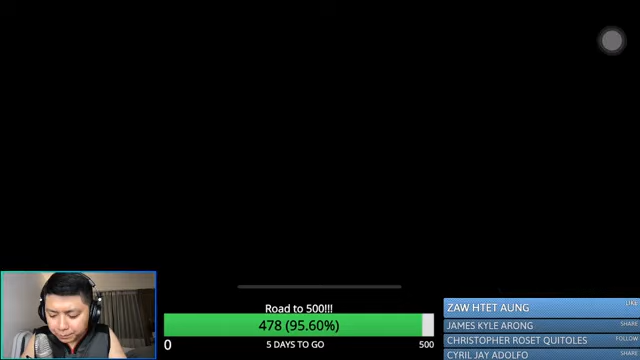 Road to 500!!!
478 (95.60%)
0 5 DAYS TO GO 500
ZAW HTET AUNG LIKE
JAMES KYLE ARONG SHARE
CHRISTOPHER ROSET QUITOLES FOLLOW
CYRIL JAY ADOLFO SHARE